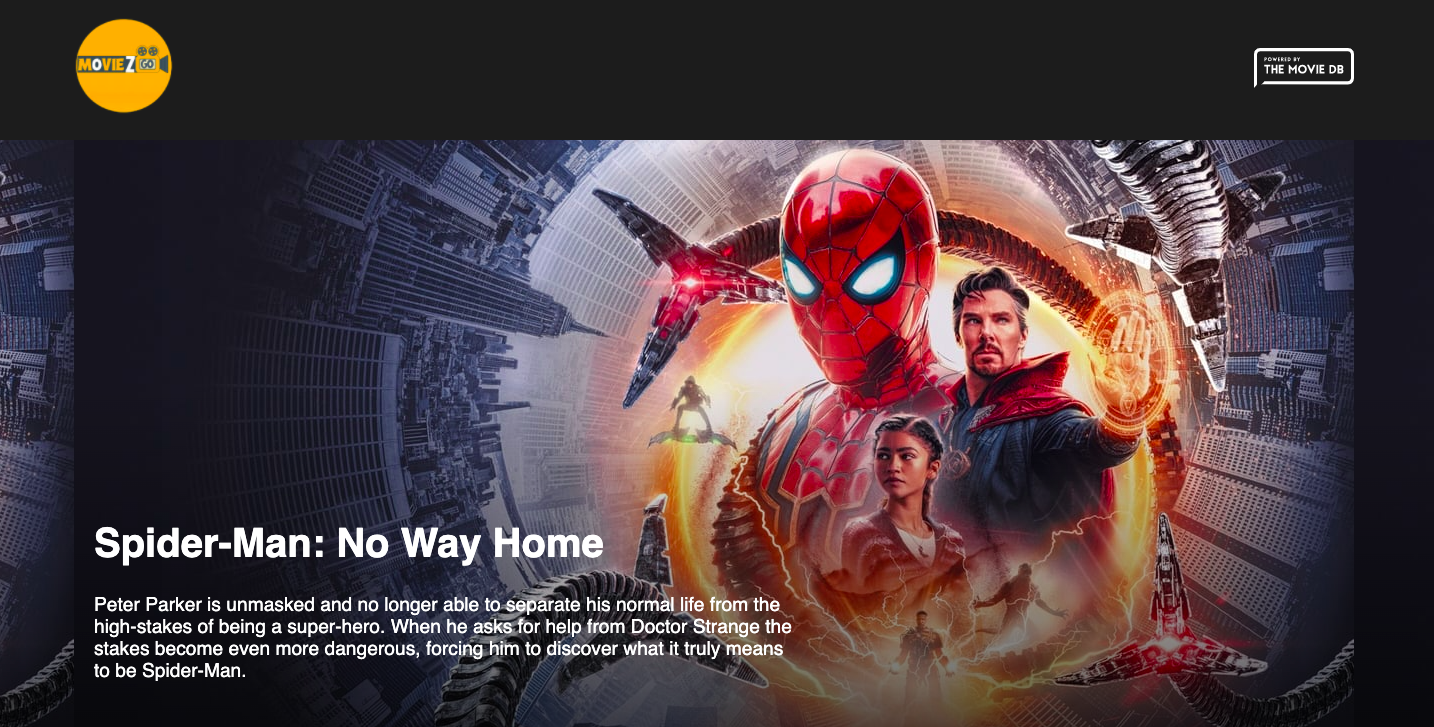 MOVIEZ GO
POWERED BY
THE MOVIE DB
Spider-Man: No Way Home
Peter Parker is unmasked and no longer able to separate his normal life from the
high-stakes of being a super-hero. When he asks for help from Doctor Strange the
stakes become even more dangerous, forcing him to discover what it truly means
to be Spider-Man.